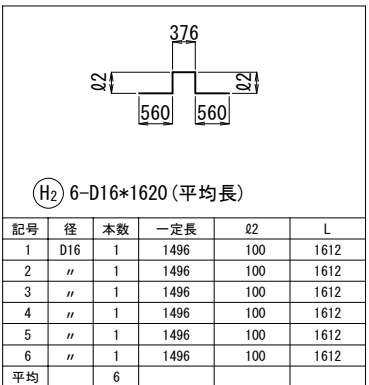 376
ℓ2 ℓ2
560 560
H2 6-D16*1620(平均長)
記号 径 本数 一定長 ℓ2 L
1 D16 1 1496 100 1612
2 〃 1 1496 100 1612
3 〃 1 1496 100 1612
4 〃 1 1496 100 1612
5 〃 1 1496 100 1612
6 〃 1 1496 100 1612
平均 6